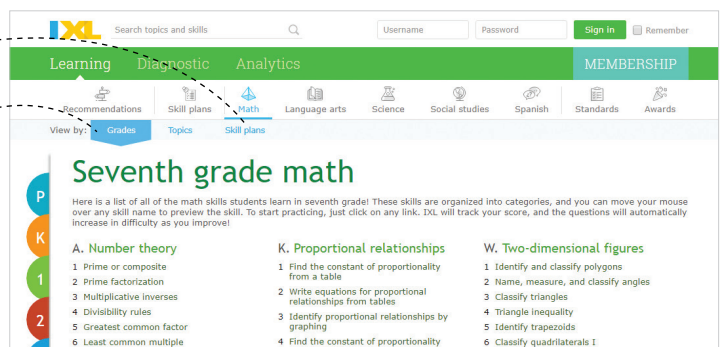 IXL
Search topics and skills
Username
Password
Sign in
Remember
Learning Diagnostic Analytics
MEMBERSHIP
Recommendations Skill plans Math Language arts Science Social studies Spanish Standards Awards
View by: Grades Topics Skill plans
Seventh grade math
Here is a list of all of the math skills students learn in seventh grade! These skills are organized into categories, and you can move your mouse
over any skill name to preview the skill. To start practicing, just click on any link. IXL will track your score, and the questions will automatically
increase in difficulty as you improve!
P
K
1
2
A. Number theory
1 Prime or composite
2 Prime factorization
3 Multiplicative inverses
4 Divisibility rules
5 Greatest common factor
6 Least common multiple
K. Proportional relationships
1 Find the constant of proportionality
from a table
2 Write equations for proportional
relationships from tables
3 Identify proportional relationships by
graphing
4 Find the constant of proportionality
W. Two-dimensional figures
1 Identify and classify polygons
2 Name, measure, and classify angles
3 Classify triangles
4 Triangle inequality
5 Identify trapezoids
6 Classify quadrilaterals I